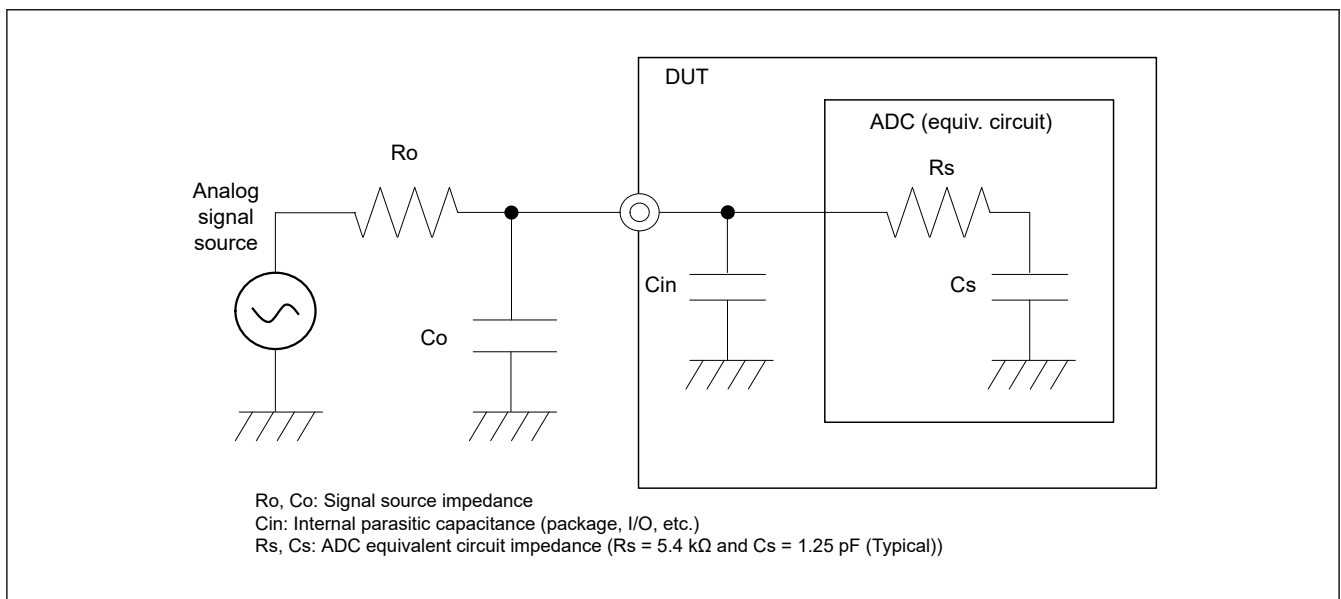 DUT
ADC (equiv. circuit)
Ro
Rs
Analog
signal
source
Cin
Cs
Co
Ro, Co: Signal source impedance
Cin: Internal parasitic capacitance (package, I/O, etc.)
Rs, Cs: ADC equivalent circuit impedance (Rs = 5.4 kΩ and Cs = 1.25 pF (Typical))